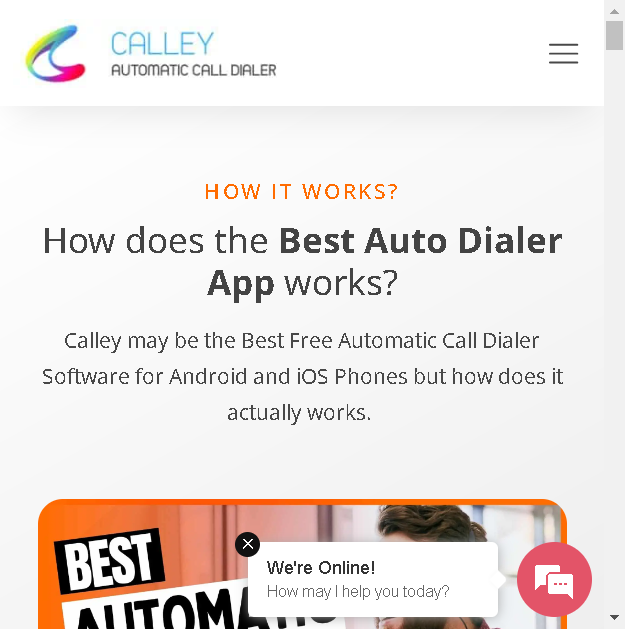 CALLEY
AUTOMATIC CALL DIALER
HOW IT WORKS?
How does the Best Auto Dialer
App works?
Calley may be the Best Free Automatic Call Dialer
Software for Android and iOS Phones but how does it
actually works.
BEST
We're Online!
How may I help you today?